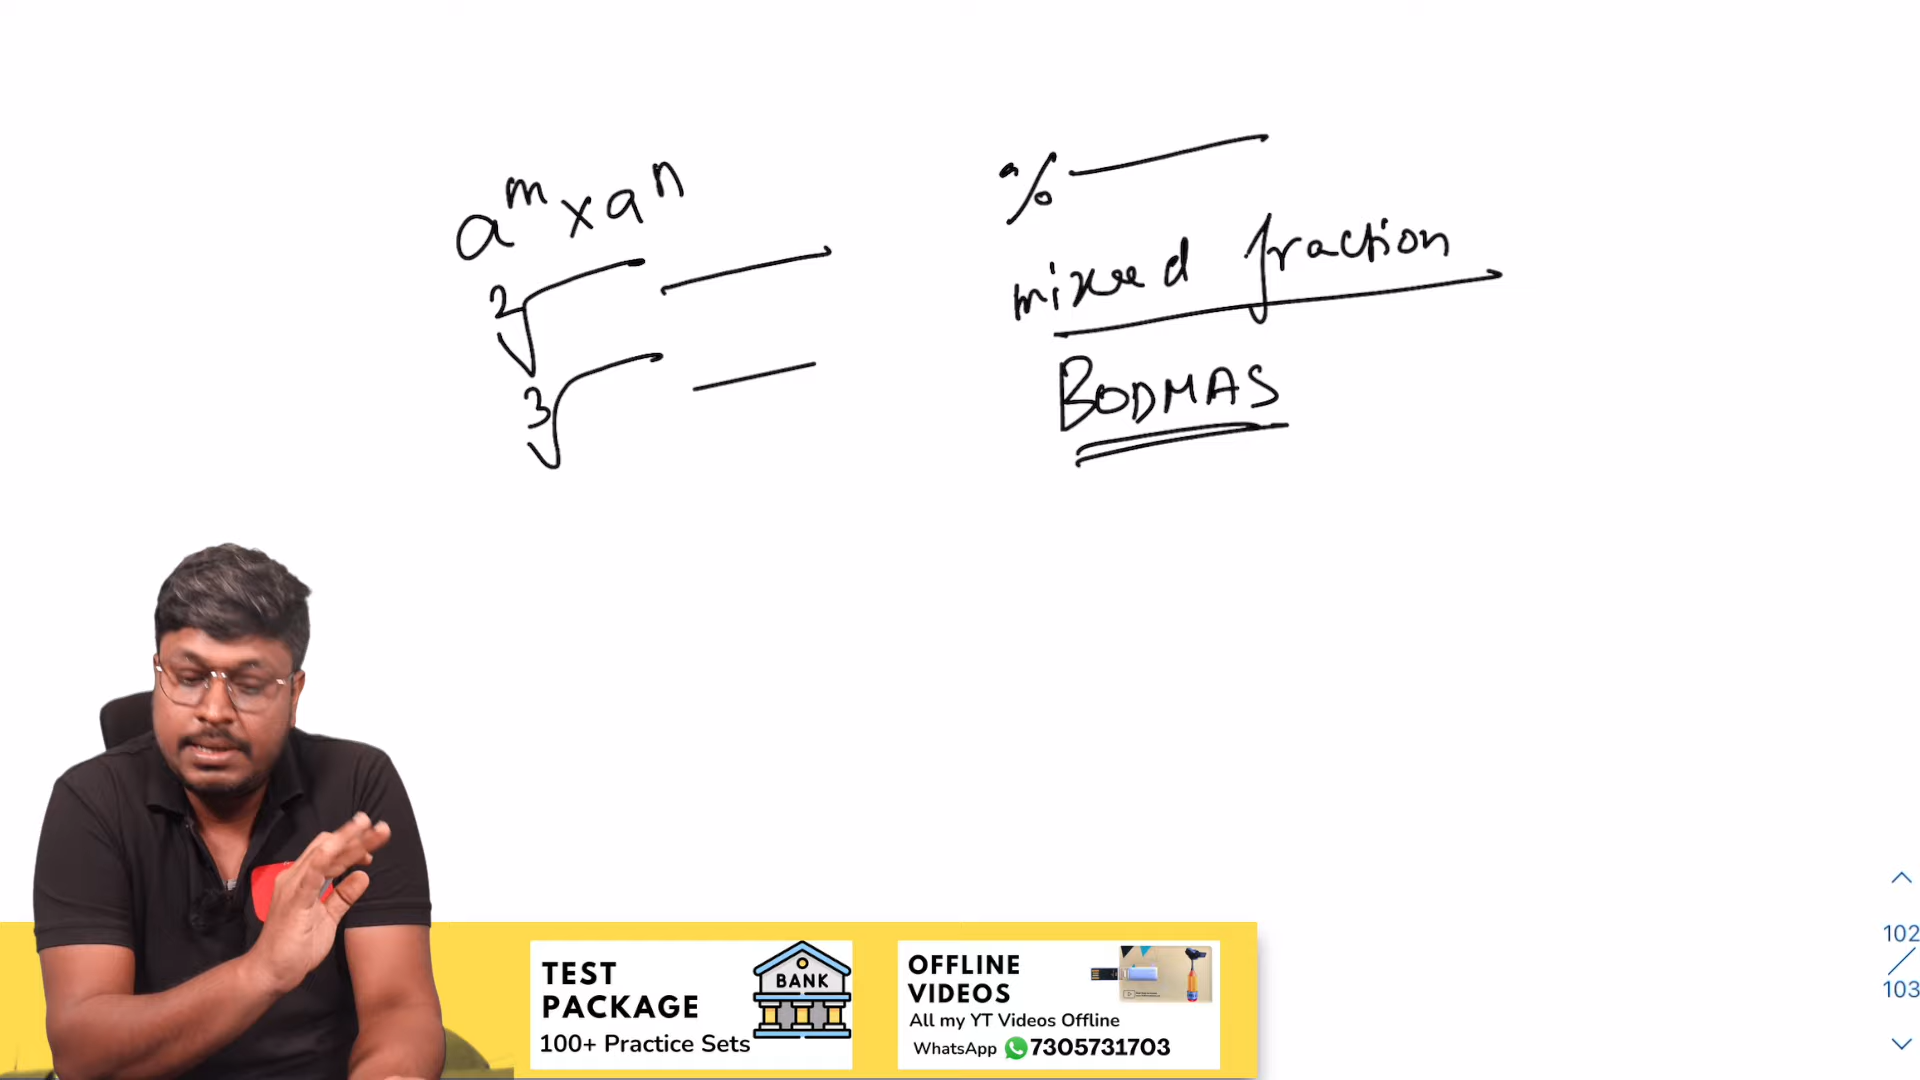 a^m × a^n
2√
3√
%
mixed fraction
BODMAS
TEST
PACKAGE
100+ Practice Sets
BANK
OFFLINE
VIDEOS
All my YT Videos Offline
WhatsApp 7305731703
102
/
103